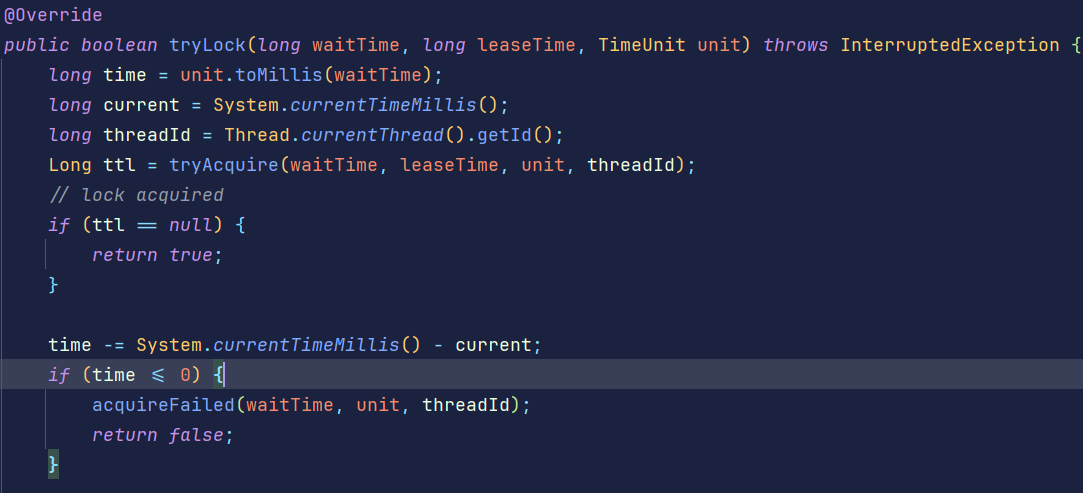 @Override
public boolean tryLock(long waitTime, long leaseTime, TimeUnit unit) throws InterruptedException {
    long time = unit.toMillis(waitTime);
    long current = System.currentTimeMillis();
    long threadId = Thread.currentThread().getId();
    Long ttl = tryAcquire(waitTime, leaseTime, unit, threadId);
    // lock acquired
    if (ttl == null) {
        return true;
    }
    time -= System.currentTimeMillis() - current;
    if (time <= 0) {
        acquireFailed(waitTime, unit, threadId);
        return false;
    }